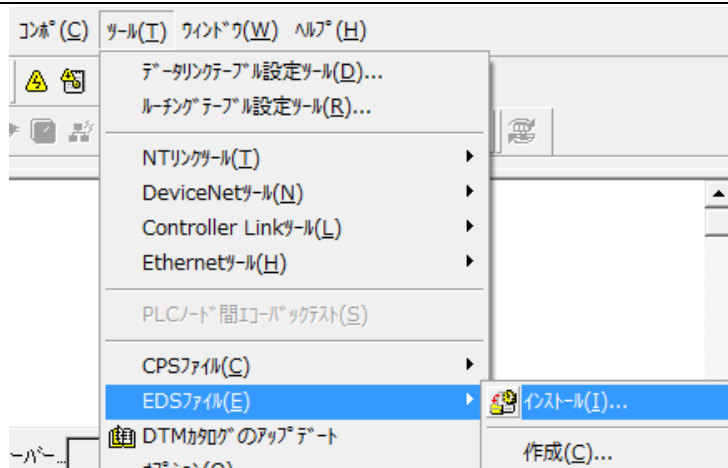 ｺﾝﾎﾟ(C) ﾂｰﾙ(T) ｳｨﾝﾄﾞｳ(W) ﾍﾙﾌﾟ(H)
ﾃﾞｰﾀﾘﾝｸﾃｰﾌﾞﾙ設定ﾂｰﾙ(D)...
ﾙｰﾁﾝｸﾞﾃｰﾌﾞﾙ設定ﾂｰﾙ(R)...
NTﾘﾝｸﾂｰﾙ(T)
DeviceNetﾂｰﾙ(N)
Controller Linkﾂｰﾙ(L)
Ethernetﾂｰﾙ(H)
PLCﾉｰﾄﾞ間ｴｺｰﾊﾞｯｸﾃｽﾄ(S)
CPSﾌｧｲﾙ(C)
EDSﾌｧｲﾙ(E)
ｲﾝｽﾄｰﾙ(I)...
DTMｶﾀﾛｸﾞのｱｯﾌﾟﾃﾞｰﾄ
作成(C)...